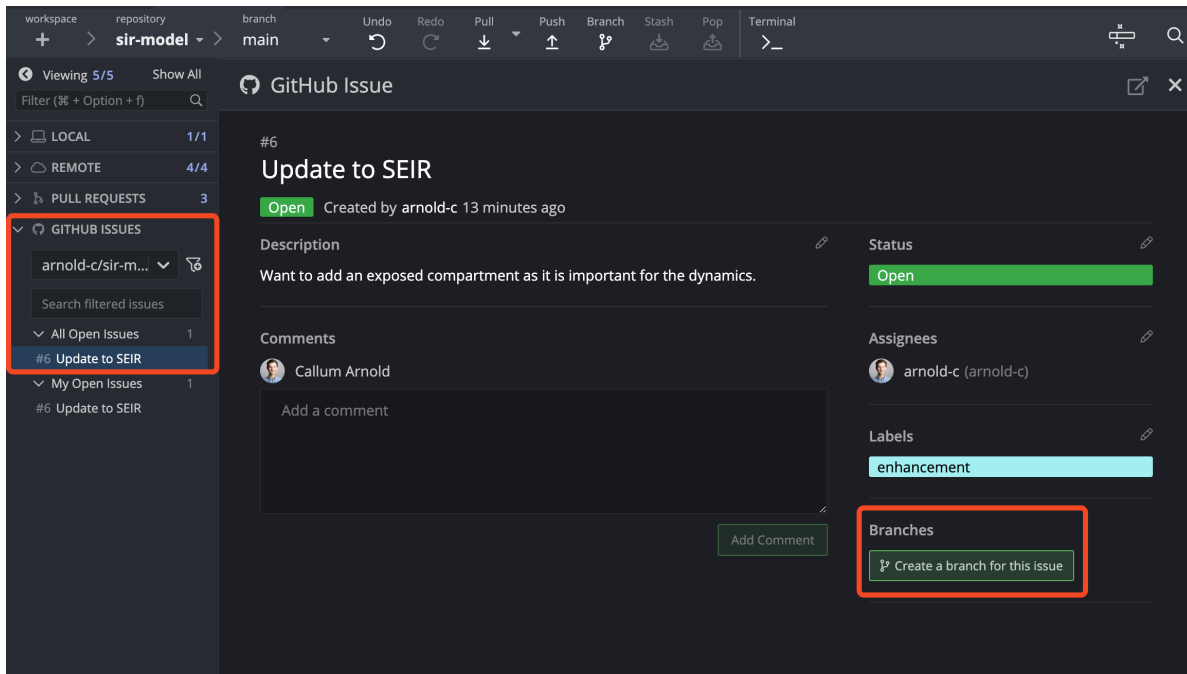 workspace
repository
sir-model
branch
main
Undo
Redo
Pull
Push
Branch
Stash
Pop
Terminal
Viewing 5/5
Show All
Filter (⌘ + Option + f)
LOCAL 1/1
REMOTE 4/4
PULL REQUESTS 3
GITHUB ISSUES
arnold-c/sir-m...
Search filtered issues
All Open Issues 1
#6 Update to SEIR
My Open Issues 1
#6 Update to SEIR
GitHub Issue
#6
Update to SEIR
Open Created by arnold-c 13 minutes ago
Description
Want to add an exposed compartment as it is important for the dynamics.
Comments
Callum Arnold
Add a comment
Add Comment
Status
Open
Assignees
arnold-c (arnold-c)
Labels
enhancement
Branches
Create a branch for this issue